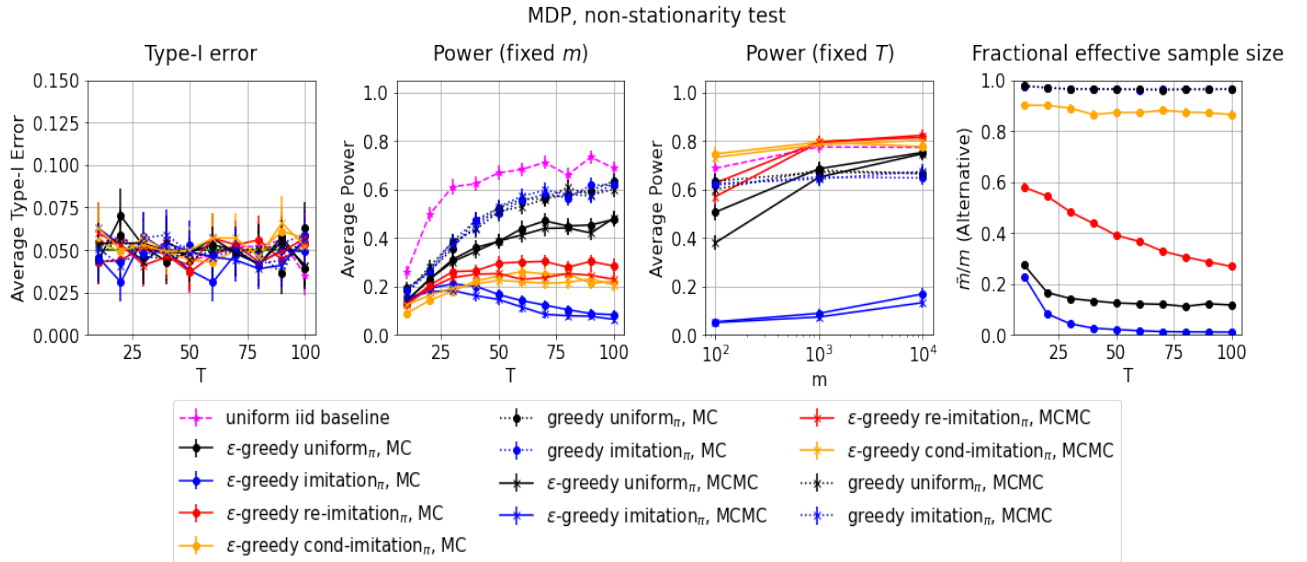 MDP, non-stationarity test
Type-I error
Power (fixed m)
Power (fixed T)
Fractional effective sample size
Average Type-I Error
0.150
0.125
0.100
0.075
0.050
0.025
0.000
25 50 75 100
T
Average Power
1.0
0.8
0.6
0.4
0.2
0.0
25 50 75 100
T
Average Power
1.0
0.8
0.6
0.4
0.2
0.0
10² 10³ 10⁴
m
m̄/m (Alternative)
1.0
0.8
0.6
0.4
0.2
0.0
25 50 75 100
T
uniform iid baseline
ε-greedy uniformπ, MC
ε-greedy imitationπ, MC
ε-greedy re-imitationπ, MC
ε-greedy cond-imitationπ, MC
greedy uniformπ, MC
greedy imitationπ, MC
ε-greedy uniformπ, MCMC
ε-greedy imitationπ, MCMC
ε-greedy re-imitationπ, MCMC
ε-greedy cond-imitationπ, MCMC
greedy uniformπ, MCMC
greedy imitationπ, MCMC